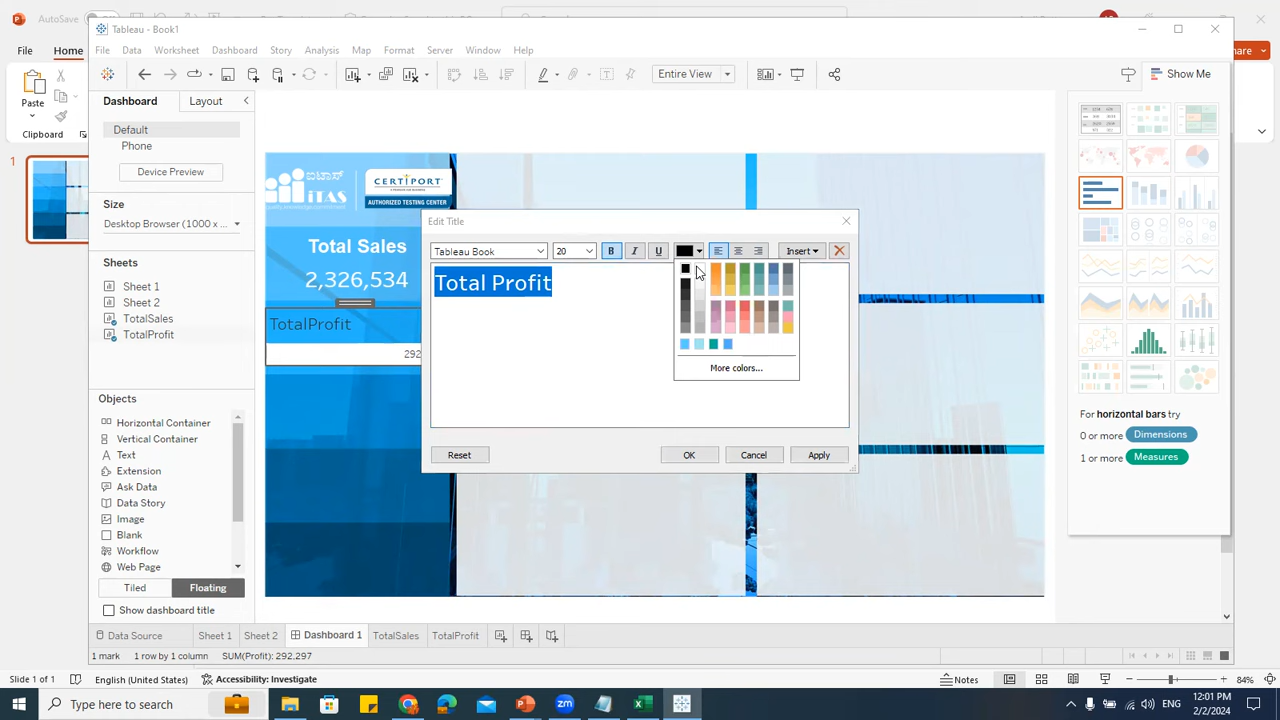 AutoSave
Tableau - Book1
File Home
File Data Worksheet Dashboard Story Analysis Map Format Server Window Help
Share
Entire View
Show Me
Paste
Clipboard
Dashboard Layout
Default
Phone
Device Preview
Size
Desktop Browser (1000 x ...
Sheets
Sheet 1
Sheet 2
TotalSales
TotalProfit
Objects
Horizontal Container
Vertical Container
Text
Extension
Ask Data
Data Story
Image
Blank
Workflow
Web Page
Tiled Floating
Show dashboard title
1
ಐಟಾಸ್
ITAS
CERTIPORT
AUTHORIZED TESTING CENTER
Total Sales
2,326,534
TotalProfit
292
Edit Title
Tableau Book 20 B I U Insert
Total Profit
More colors...
Reset OK Cancel Apply
For horizontal bars try
0 or more Dimensions
1 or more Measures
Data Source Sheet 1 Sheet 2 Dashboard 1 TotalSales TotalProfit
1 mark 1 row by 1 column SUM(Profit): 292,297
Slide 1 of 1 English (United States) Accessibility: Investigate Notes 84%
Type here to search
ENG
12:01 PM
2/2/2024